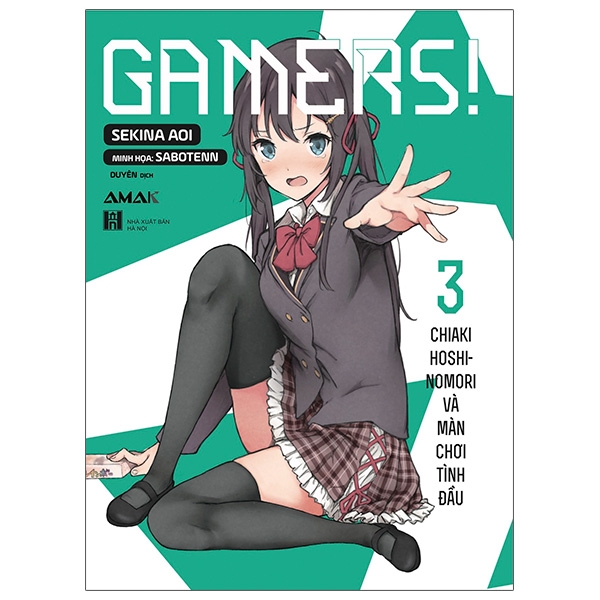 GAMERS!
SEKINA AOI
MINH HỌA: SABOTENN
DUYÊN DỊCH
AMAK
NHÀ XUẤT BẢN
HÀ NỘI
3
CHIAKI
HOSHI-
NOMORI
VÀ
MÀN
CHƠI
TÌNH
ĐẦU